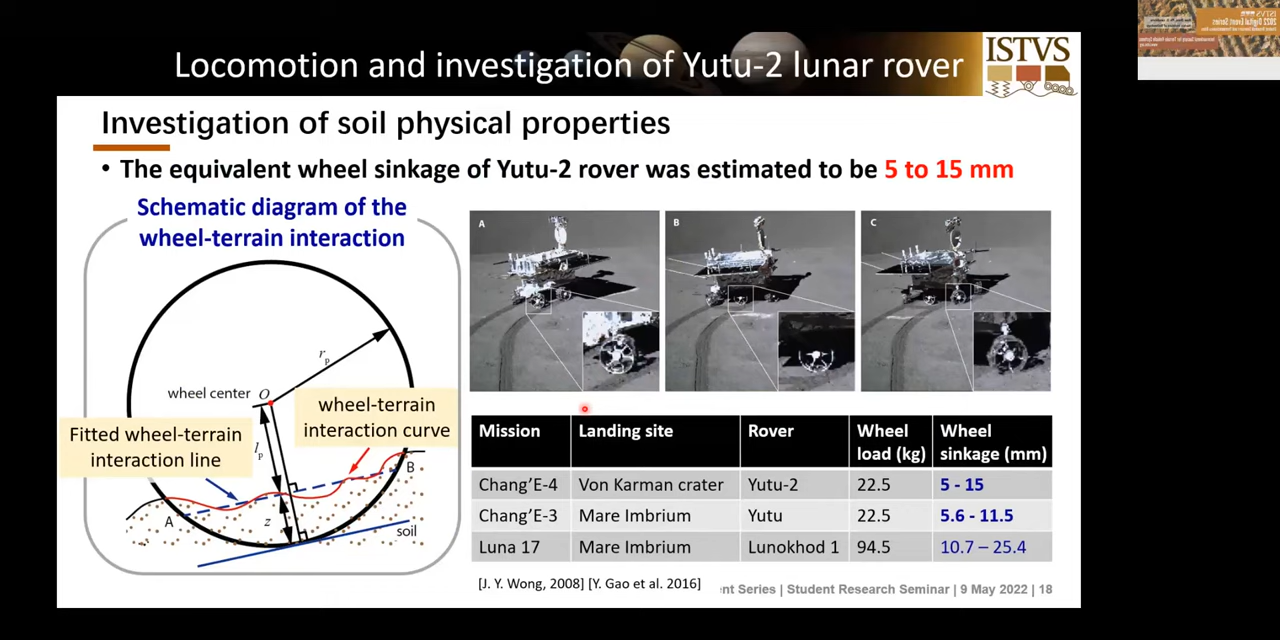 Locomotion and investigation of Yutu-2 lunar rover
ISTVS
Investigation of soil physical properties
• The equivalent wheel sinkage of Yutu-2 rover was estimated to be 5 to 15 mm
Schematic diagram of the
wheel-terrain interaction
rp
wheel center O
wheel-terrain
interaction curve
Fitted wheel-terrain
interaction line
lp
B
A
z
soil
A
B
C
Mission Landing site Rover Wheel load (kg) Wheel sinkage (mm)
Chang'E-4 Von Karman crater Yutu-2 22.5 5 - 15
Chang'E-3 Mare Imbrium Yutu 22.5 5.6 - 11.5
Luna 17 Mare Imbrium Lunokhod 1 94.5 10.7 – 25.4
[J. Y. Wong, 2008] [Y. Gao et al. 2016]
nt Series | Student Research Seminar | 9 May 2022 | 18
ISTVS
2022 Digital Event Series